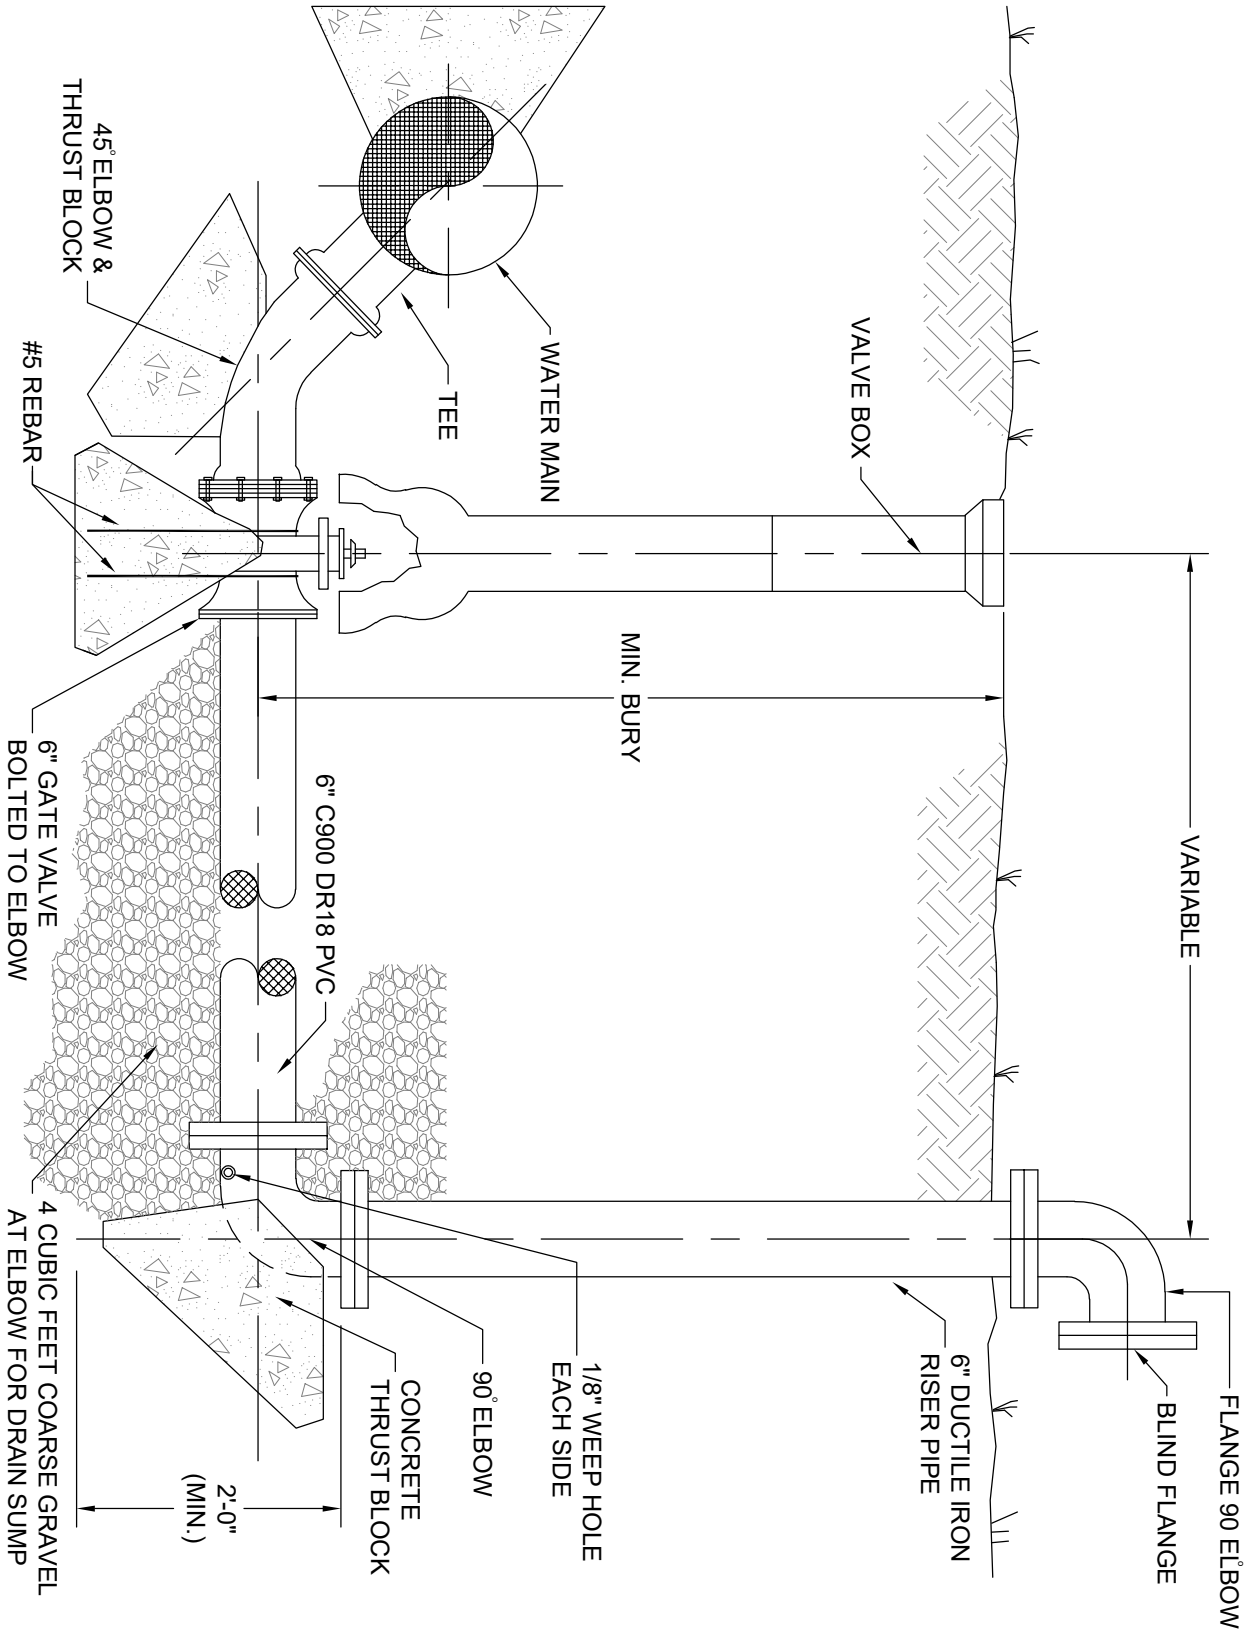 FLANGE 90 ELBOW
BLIND FLANGE
VARIABLE
6" DUCTILE IRON
RISER PIPE
VALVE BOX
MIN. BURY
WATER MAIN
TEE
1/8" WEEP HOLE
EACH SIDE
90° ELBOW
CONCRETE
THRUST BLOCK
6" C900 DR18 PVC
2'-0"
(MIN.)
45° ELBOW &
THRUST BLOCK
#5 REBAR
6" GATE VALVE
BOLTED TO ELBOW
4 CUBIC FEET COARSE GRAVEL
AT ELBOW FOR DRAIN SUMP